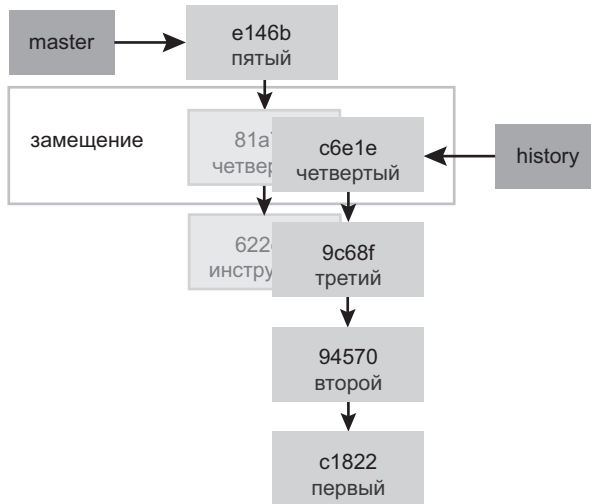 e146b
пятый
master
замещение
c6e1e
четвертый
history
9c68f
третий
94570
второй
c1822
первый